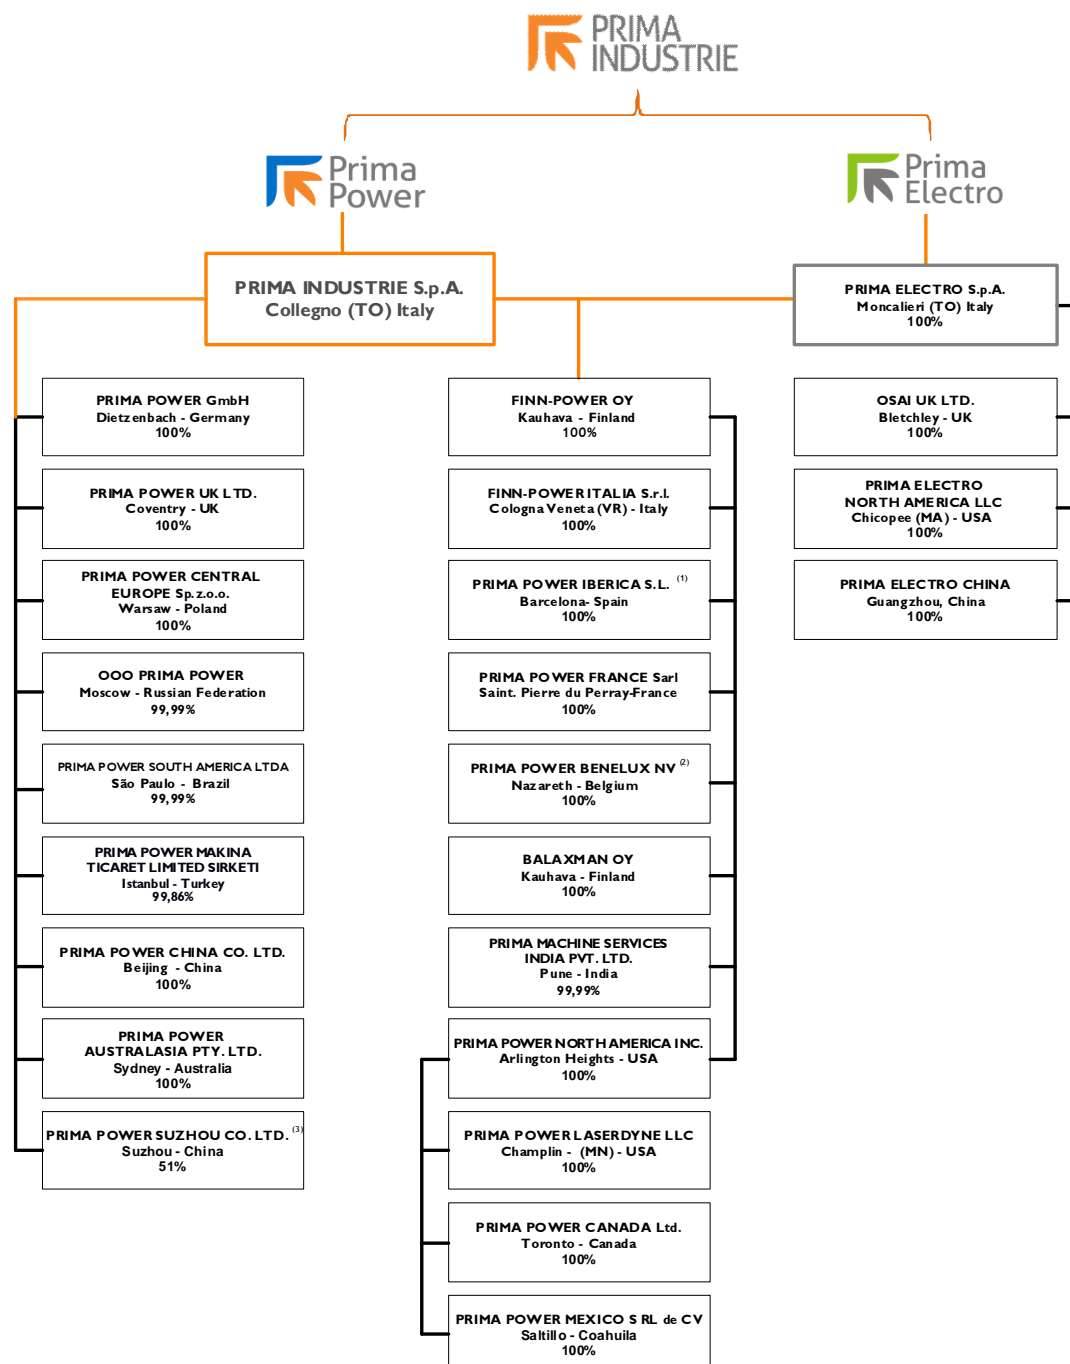 PRIMA
INDUSTRIE
Prima
Power
Prima
Electro
PRIMA INDUSTRIE S.p.A.
Collegno (TO) Italy
PRIMA ELECTRO S.p.A.
Moncalieri (TO) Italy
100%
PRIMA POWER GmbH
Dietzenbach - Germany
100%
PRIMA POWER UK LTD.
Coventry - UK
100%
PRIMA POWER CENTRAL
EUROPE Sp.z.o.o.
Warsaw - Poland
100%
OOO PRIMA POWER
Moscow - Russian Federation
99,99%
PRIMA POWER SOUTH AMERICA LTDA
São Paulo - Brazil
99,99%
PRIMA POWER MAKINA
TICARET LIMITED SIRKETI
Istanbul - Turkey
99,86%
PRIMA POWER CHINA CO. LTD.
Beijing - China
100%
PRIMA POWER
AUSTRALASIA PTY. LTD.
Sydney - Australia
100%
PRIMA POWER SUZHOU CO. LTD. (3)
Suzhou - China
51%
FINN-POWER OY
Kauhava - Finland
100%
FINN-POWER ITALIA S.r.l.
Cologna Veneta (VR) - Italy
100%
PRIMA POWER IBERICA S.L. (1)
Barcelona- Spain
100%
PRIMA POWER FRANCE Sarl
Saint. Pierre du Perray-France
100%
PRIMA POWER BENELUX NV (2)
Nazareth - Belgium
100%
BALAXMAN OY
Kauhava - Finland
100%
PRIMA MACHINE SERVICES
INDIA PVT. LTD.
Pune - India
99,99%
PRIMA POWER NORTH AMERICA INC.
Arlington Heights - USA
100%
PRIMA POWER LASERDYNE LLC
Champlin - (MN) - USA
100%
PRIMA POWER CANADA Ltd.
Toronto - Canada
100%
PRIMA POWER MEXICO S RL de CV
Saltillo - Coahuila
100%
OSAI UK LTD.
Bletchley - UK
100%
PRIMA ELECTRO
NORTH AMERICA LLC
Chicopee (MA) - USA
100%
PRIMA ELECTRO CHINA
Guangzhou, China
100%